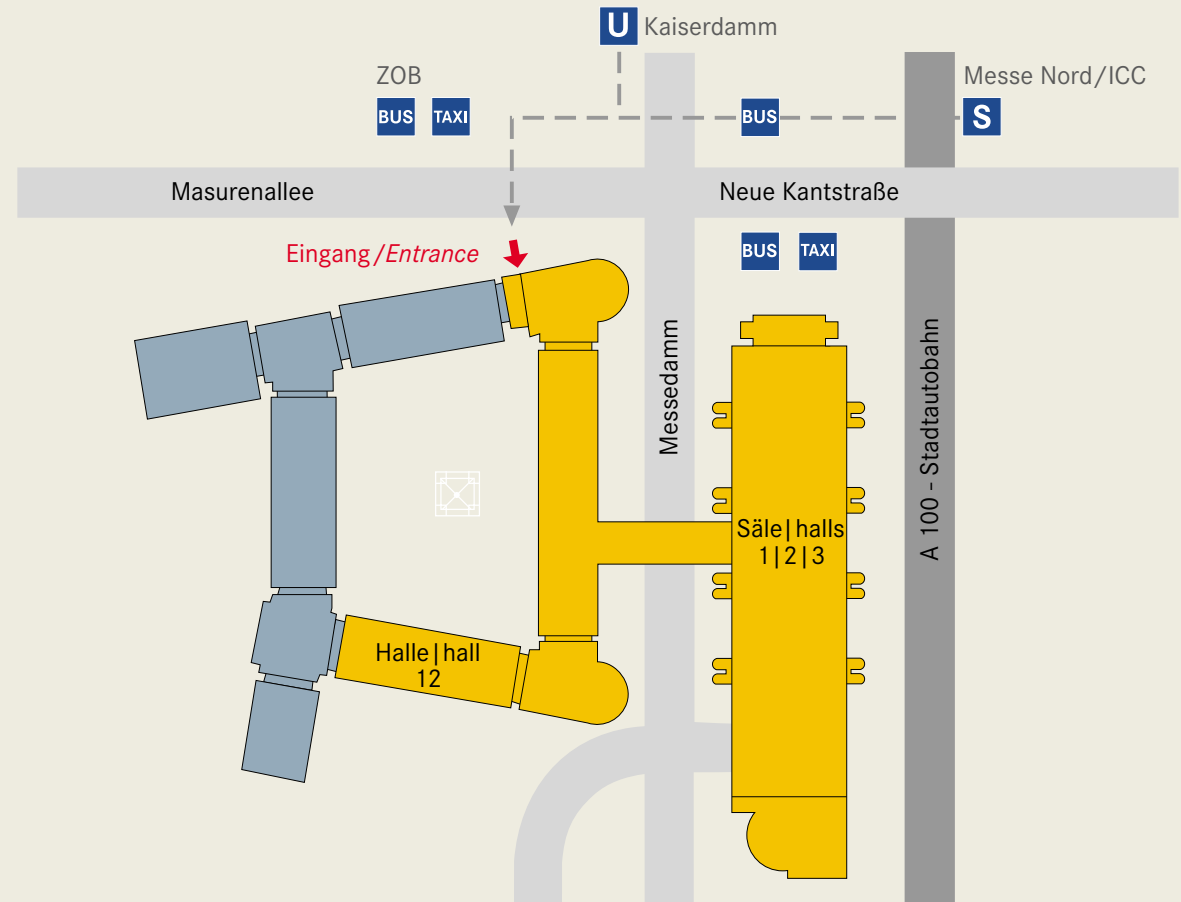 U Kaiserdamm
ZOB
Messe Nord/ICC
BUS TAXI
BUS
S
Masurenallee
Neue Kantstraße
Eingang/Entrance
BUS TAXI
Messedamm
A 100 - Stadtautobahn
Säle|halls
1|2|3
Halle|hall
12